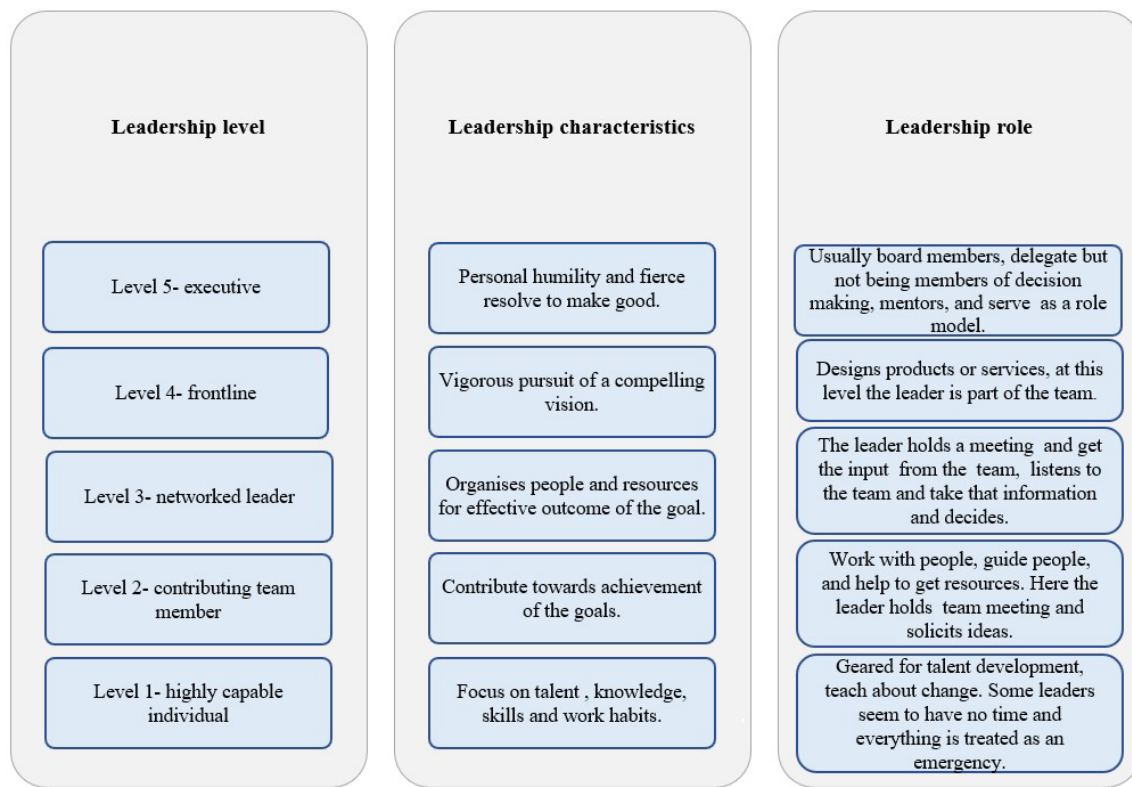 Leadership level
Level 5- executive
Level 4- frontline
Level 3- networked leader
Level 2- contributing team
member
Level 1- highly capable
individual
Leadership characteristics
Personal humility and fierce
resolve to make good.
Vigorous pursuit of a compelling
vision.
Organises people and resources
for effective outcome of the goal.
Contribute towards achievement
of the goals.
Focus on talent , knowledge,
skills and work habits.
Leadership role
Usually board members, delegate but
not being members of decision
making, mentors, and serve as a role
model.
Designs products or services, at this
level the leader is part of the team.
The leader holds a meeting and get
the input from the team, listens to
the team and take that information
and decides.
Work with people, guide people,
and help to get resources. Here the
leader holds team meeting and
solicits ideas.
Geared for talent development,
teach about change. Some leaders
seem to have no time and
everything is treated as an
emergency.